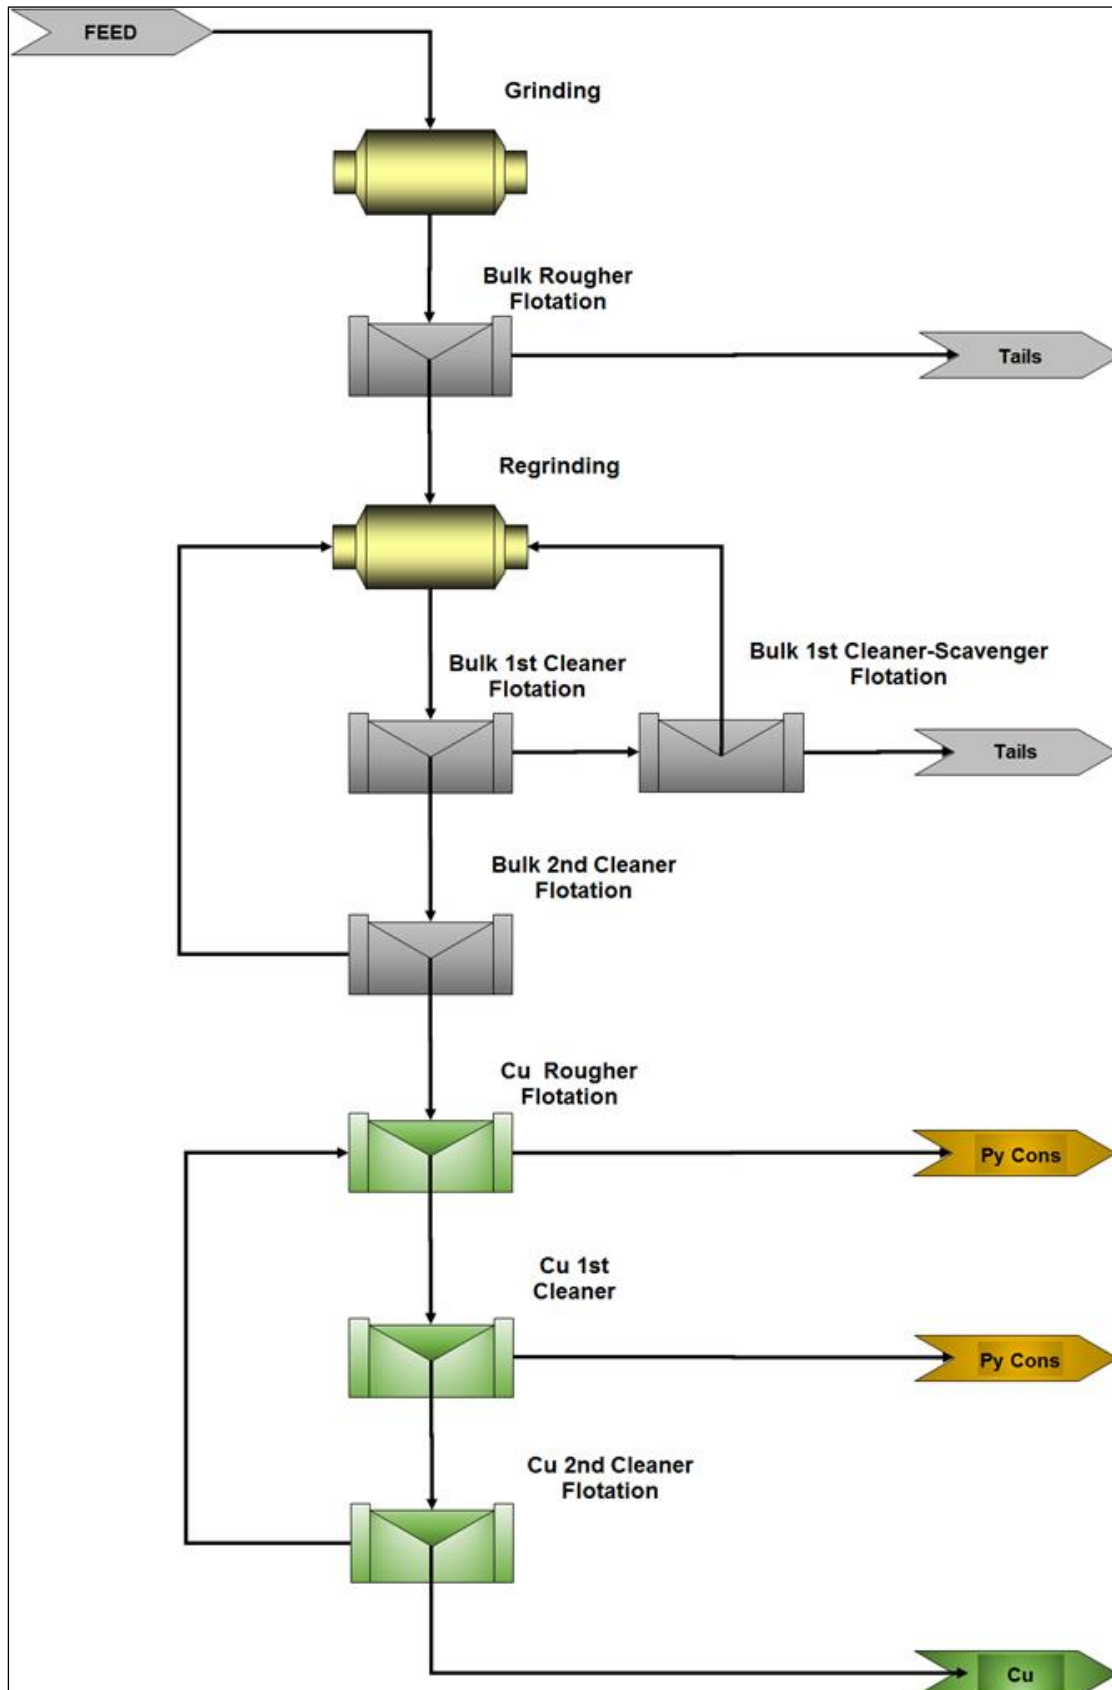 FEED
Grinding
Bulk Rougher
Flotation
Tails
Regrinding
Bulk 1st Cleaner
Flotation
Bulk 1st Cleaner-Scavenger
Flotation
Tails
Bulk 2nd Cleaner
Flotation
Cu Rougher
Flotation
Py Cons
Cu 1st
Cleaner
Py Cons
Cu 2nd Cleaner
Flotation
Cu